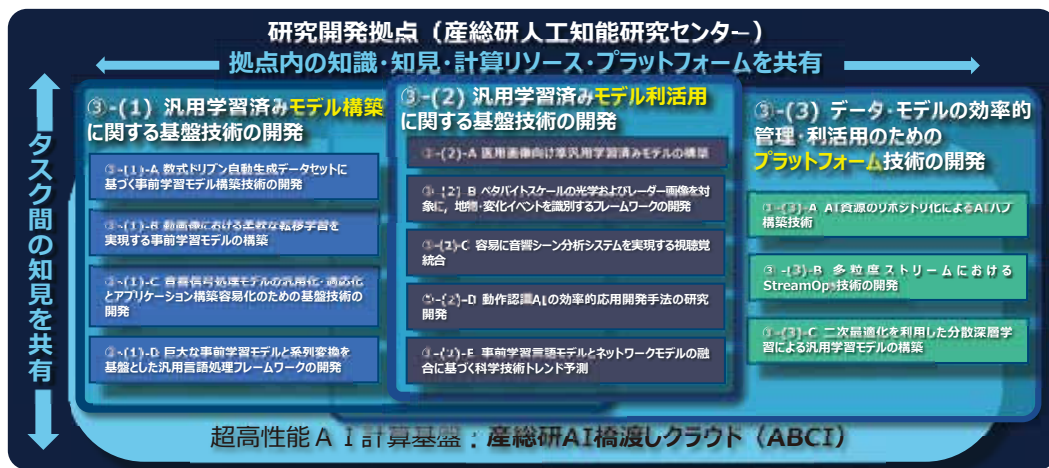 研究開発拠点（産総研人工知能研究センター）
拠点内の知識・知見・計算リソース・プラットフォームを共有
タスク間の知見を共有
③-(1) 汎用学習済みモデル構築
に関する基盤技術の開発
③-(1)-A 数式ドリブン自動生成データセットに
基づく事前学習モデル構築技術の開発
③-(1)-B 動画像における柔軟な転移学習を
実現する事前学習モデルの構築
③-(1)-C 音響信号処理モデルの汎用化・適応化
とアプリケーション構築容易化のための基盤技術の
開発
③-(1)-D 巨大な事前学習モデルと系列変換を
基盤とした汎用言語処理フレームワークの開発
③-(2) 汎用学習済みモデル利活用
に関する基盤技術の開発
③-(2)-A 医用画像向け準汎用学習済みモデルの構築
③-(2)-B ペタバイトスケールの光学およびレーダー画像を対
象に，地物・変化イベントを識別するフレームワークの開発
③-(2)-C 容易に音響シーン分析システムを実現する視聴覚
統合
③-(2)-D 動作認識AIの効率的応用開発手法の研究
開発
③-(2)-E 事前学習言語モデルとネットワークモデルの融
合に基づく科学技術トレンド予測
③-(3) データ・モデルの効率的
管理・利活用のための
プラットフォーム技術の開発
③-(3)-A AI資源のリポジトリ化によるAIハブ
構築技術
③-(3)-B 多粒度ストリームにおける
StreamOps技術の開発
③-(3)-C 二次最適化を利用した分散深層学
習による汎用学習モデルの構築
超高性能ＡＩ計算基盤：産総研AI橋渡しクラウド（ABCI）